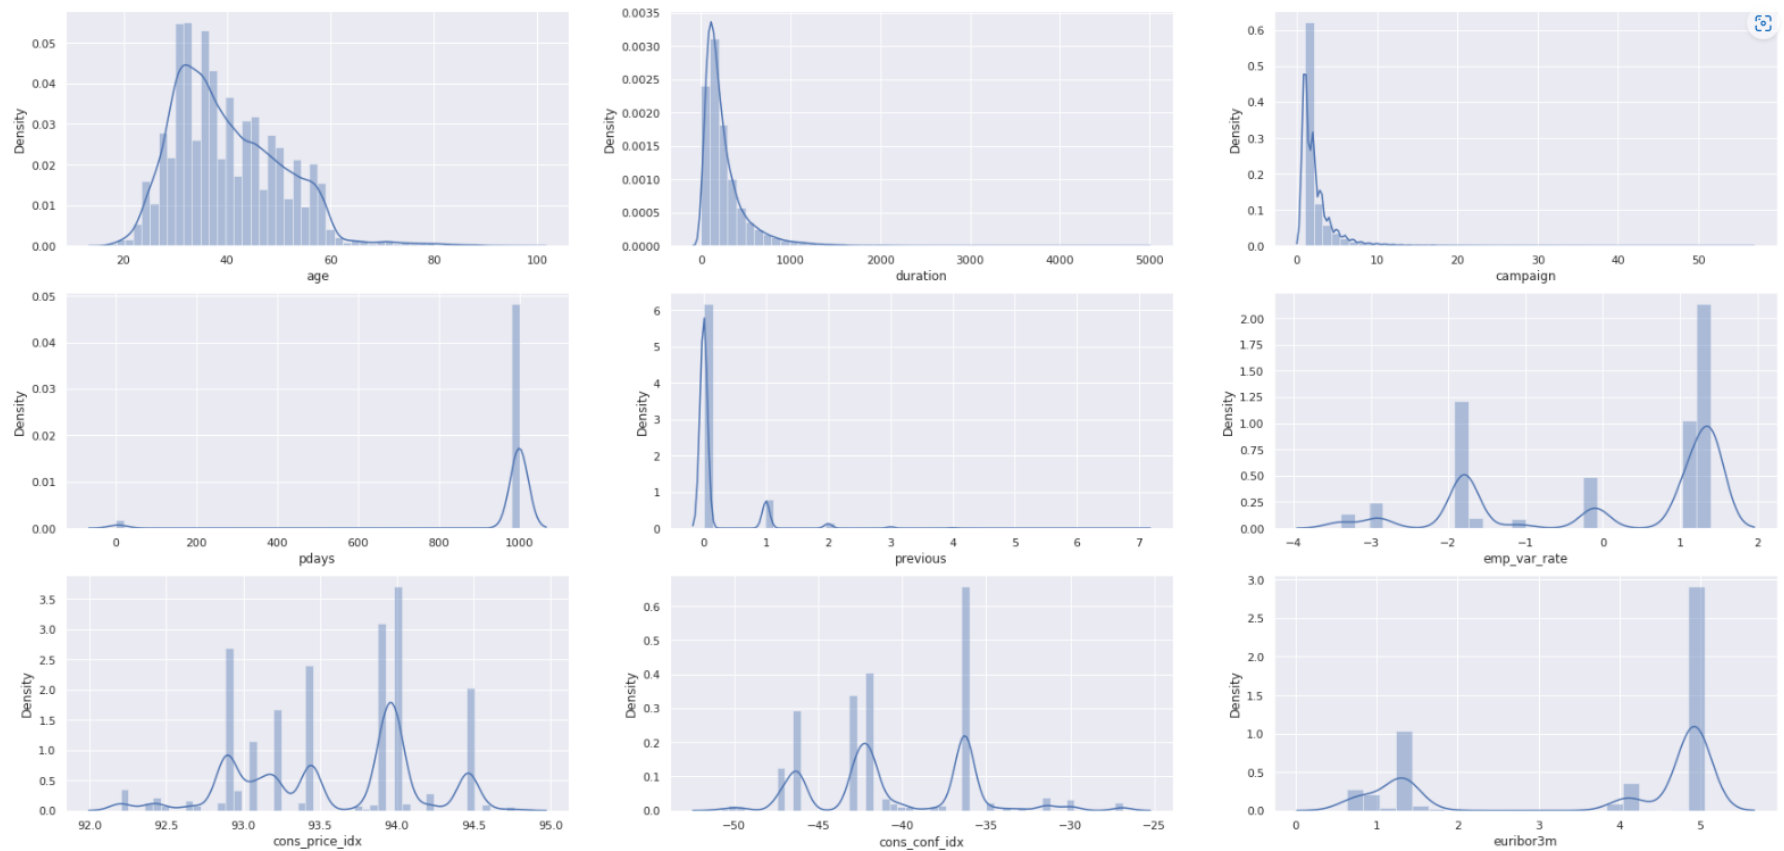 Density
0.05
0.04
0.03
0.02
0.01
0.00
20 40 60 80 100
age
Density
0.0035
0.0030
0.0025
0.0020
0.0015
0.0010
0.0005
0.0000
0 1000 2000 3000 4000 5000
duration
Density
0.6
0.5
0.4
0.3
0.2
0.1
0.0
0 10 20 30 40 50
campaign
Density
0.05
0.04
0.03
0.02
0.01
0.00
0 200 400 600 800 1000
pdays
Density
6
5
4
3
2
1
0
0 1 2 3 4 5 6 7
previous
Density
2.00
1.75
1.50
1.25
1.00
0.75
0.50
0.25
0.00
−4 −3 −2 −1 0 1 2
emp_var_rate
Density
3.5
3.0
2.5
2.0
1.5
1.0
0.5
0.0
92.0 92.5 93.0 93.5 94.0 94.5 95.0
cons_price_idx
Density
0.6
0.5
0.4
0.3
0.2
0.1
0.0
−50 −45 −40 −35 −30 −25
cons_conf_idx
Density
3.0
2.5
2.0
1.5
1.0
0.5
0.0
0 1 2 3 4 5
euribor3m